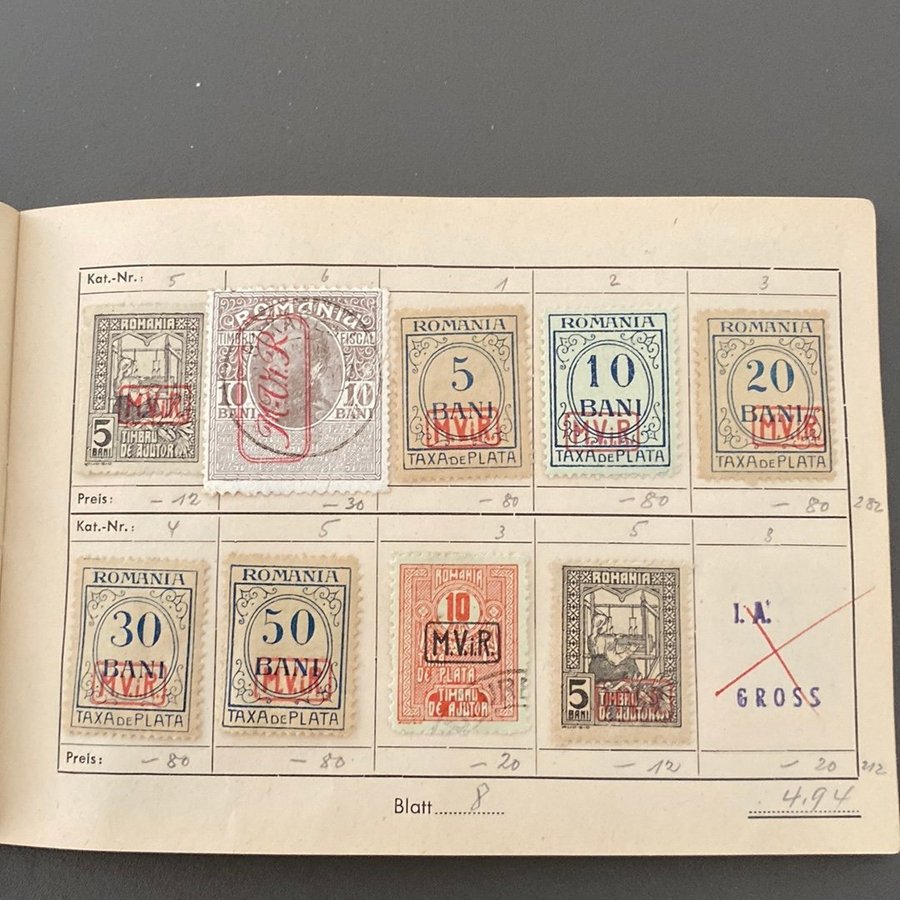 Kat.-Nr.: 5 6 1 2 3
ROMANIA
M.V.i.R.
5
BANI
TIMBRU
DE AJUTOR
ROMANIA
TIMBRU FISCAL
10 10
BANI BANI
ROMANIA
5
BANI
M.V.i.R.
TAXA DE PLATA
ROMANIA
10
BANI
M.V.i.R.
TAXA DE PLATA
ROMANIA
20
BANI
M.V.i.R.
TAXA DE PLATA
Preis: – 12 – 30 – 80 – 80 – 80 282
Kat.-Nr.: 4 5 3 5 8
ROMANIA
30
BANI
M.V.i.R.
TAXA DE PLATA
ROMANIA
50
BANI
M.V.i.R.
TAXA DE PLATA
ROMANIA
10
M.V.i.R.
DE PLATA
TIMBRU
DE AJUTOR
ROMANIA
5
BANI
TIMBRU
DE AJUTOR
I. A.
GROSS
Preis: – 80 – 80 – 20 – 12 – 20 212
Blatt 8 4.94